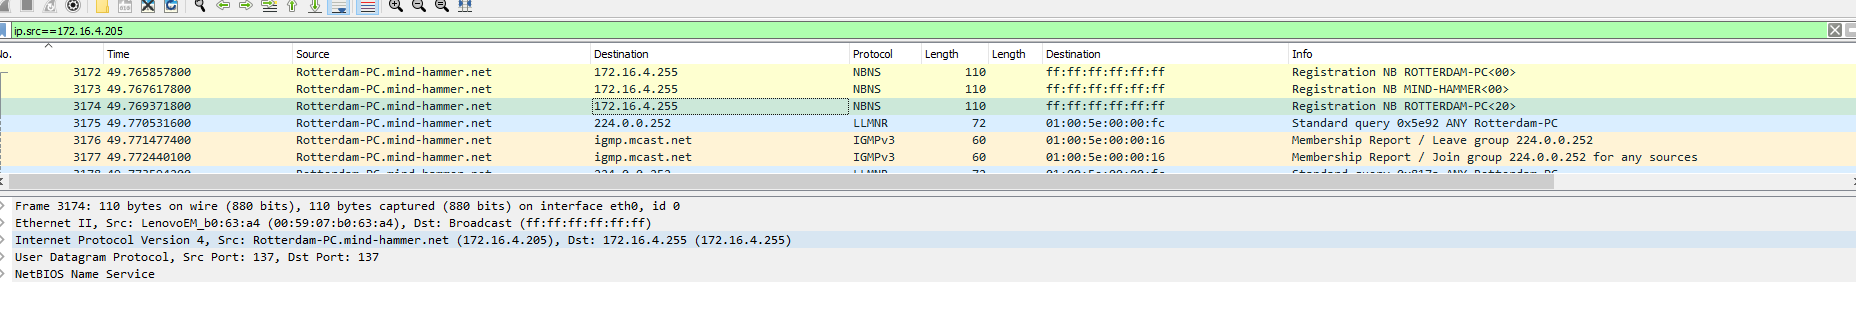 ip.src==172.16.4.205
No. Time Source Destination Protocol Length Length Destination Info
3172 49.765857800 Rotterdam-PC.mind-hammer.net 172.16.4.255 NBNS 110 ff:ff:ff:ff:ff:ff Registration NB ROTTERDAM-PC<00>
3173 49.767617800 Rotterdam-PC.mind-hammer.net 172.16.4.255 NBNS 110 ff:ff:ff:ff:ff:ff Registration NB MIND-HAMMER<00>
3174 49.769371800 Rotterdam-PC.mind-hammer.net 172.16.4.255 NBNS 110 ff:ff:ff:ff:ff:ff Registration NB ROTTERDAM-PC<20>
3175 49.770531600 Rotterdam-PC.mind-hammer.net 224.0.0.252 LLMNR 72 01:00:5e:00:00:fc Standard query 0x5e92 ANY Rotterdam-PC
3176 49.771477400 Rotterdam-PC.mind-hammer.net igmp.mcast.net IGMPv3 60 01:00:5e:00:00:16 Membership Report / Leave group 224.0.0.252
3177 49.772440100 Rotterdam-PC.mind-hammer.net igmp.mcast.net IGMPv3 60 01:00:5e:00:00:16 Membership Report / Join group 224.0.0.252 for any sources
Frame 3174: 110 bytes on wire (880 bits), 110 bytes captured (880 bits) on interface eth0, id 0
Ethernet II, Src: LenovoEM_b0:63:a4 (00:59:07:b0:63:a4), Dst: Broadcast (ff:ff:ff:ff:ff:ff)
Internet Protocol Version 4, Src: Rotterdam-PC.mind-hammer.net (172.16.4.205), Dst: 172.16.4.255 (172.16.4.255)
User Datagram Protocol, Src Port: 137, Dst Port: 137
NetBIOS Name Service